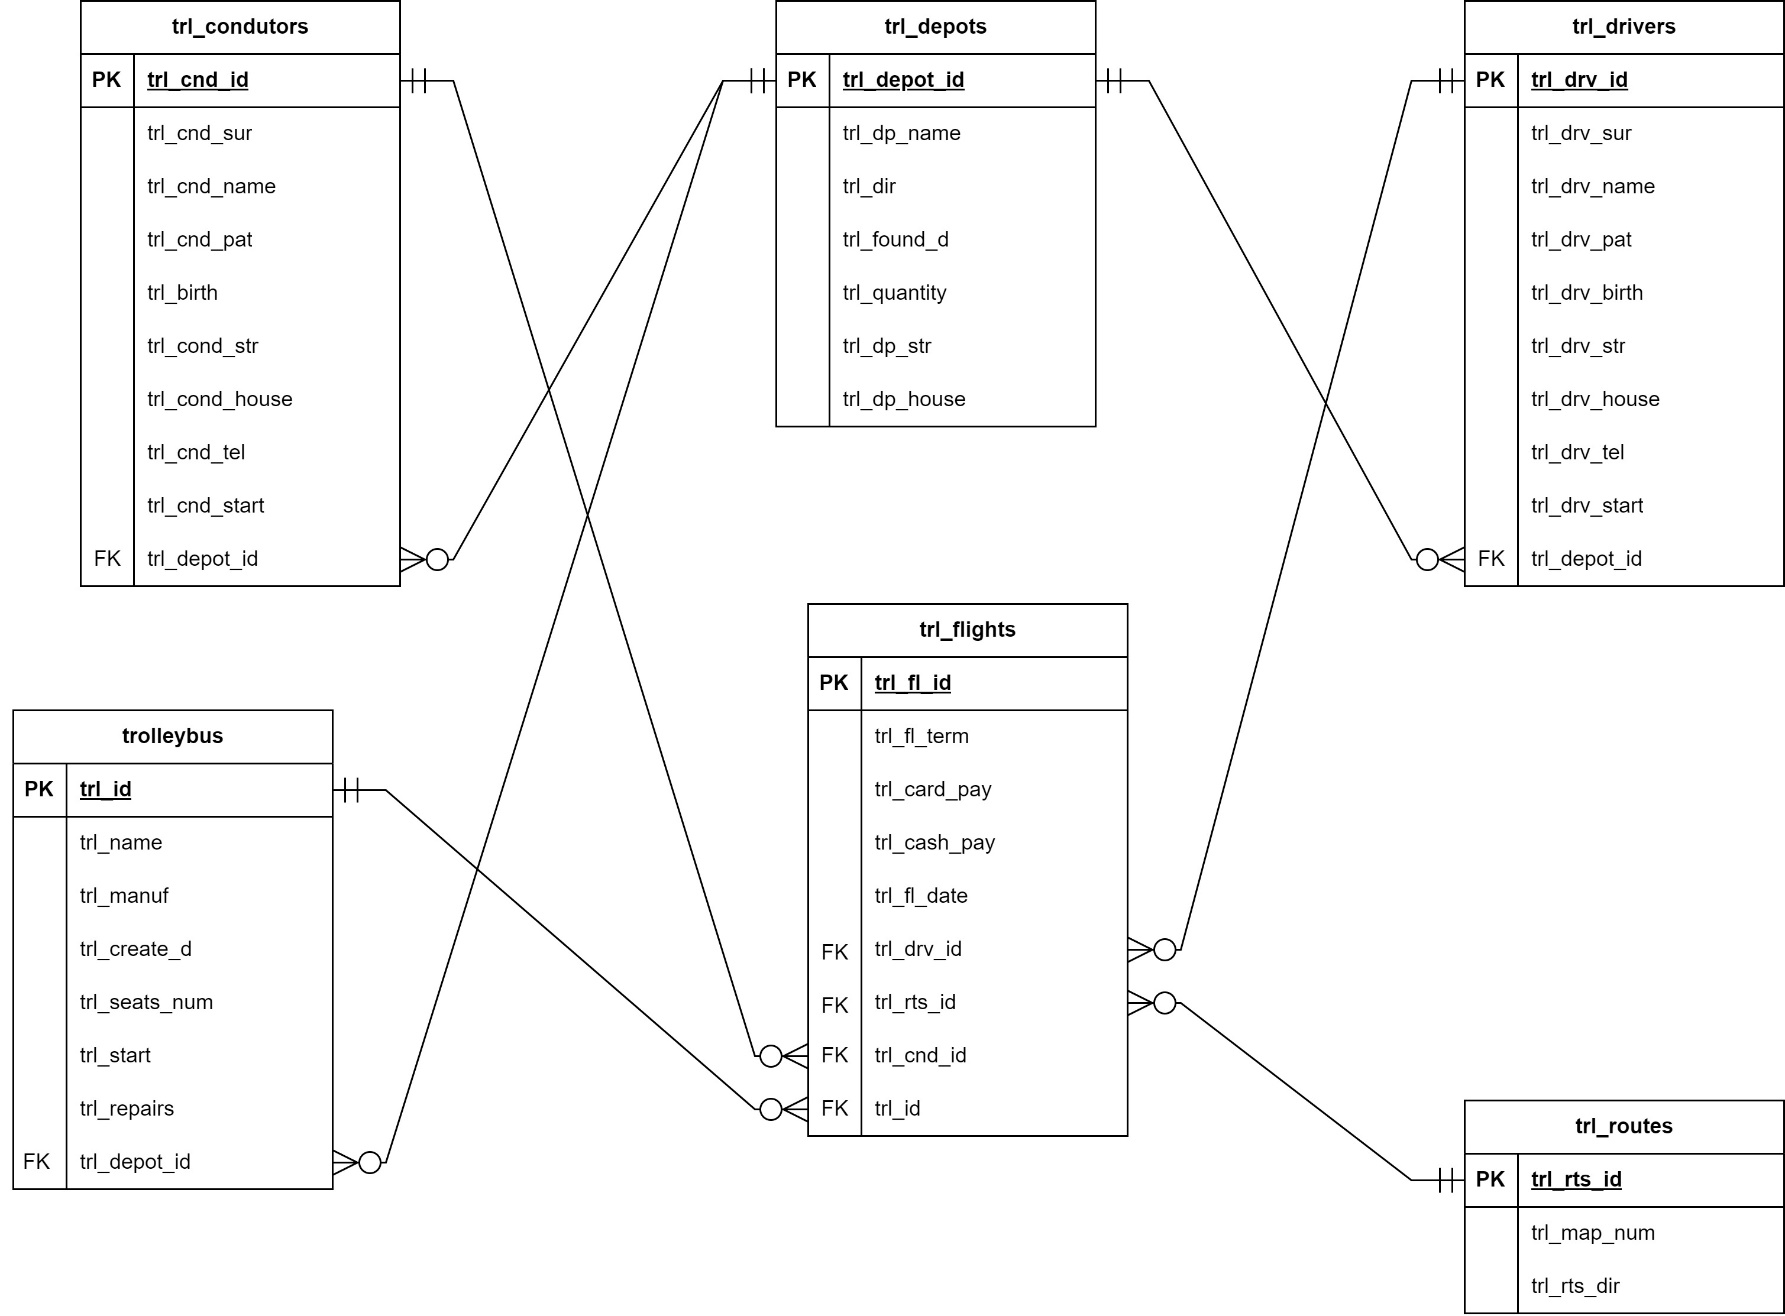 trl_condutors
PK trl_cnd_id
trl_cnd_sur
trl_cnd_name
trl_cnd_pat
trl_birth
trl_cond_str
trl_cond_house
trl_cnd_tel
trl_cnd_start
FK trl_depot_id
trl_depots
PK trl_depot_id
trl_dp_name
trl_dir
trl_found_d
trl_quantity
trl_dp_str
trl_dp_house
trl_drivers
PK trl_drv_id
trl_drv_sur
trl_drv_name
trl_drv_pat
trl_drv_birth
trl_drv_str
trl_drv_house
trl_drv_tel
trl_drv_start
FK trl_depot_id
trolleybus
PK trl_id
trl_name
trl_manuf
trl_create_d
trl_seats_num
trl_start
trl_repairs
FK trl_depot_id
trl_flights
PK trl_fl_id
trl_fl_term
trl_card_pay
trl_cash_pay
trl_fl_date
FK trl_drv_id
FK trl_rts_id
FK trl_cnd_id
FK trl_id
trl_routes
PK trl_rts_id
trl_map_num
trl_rts_dir